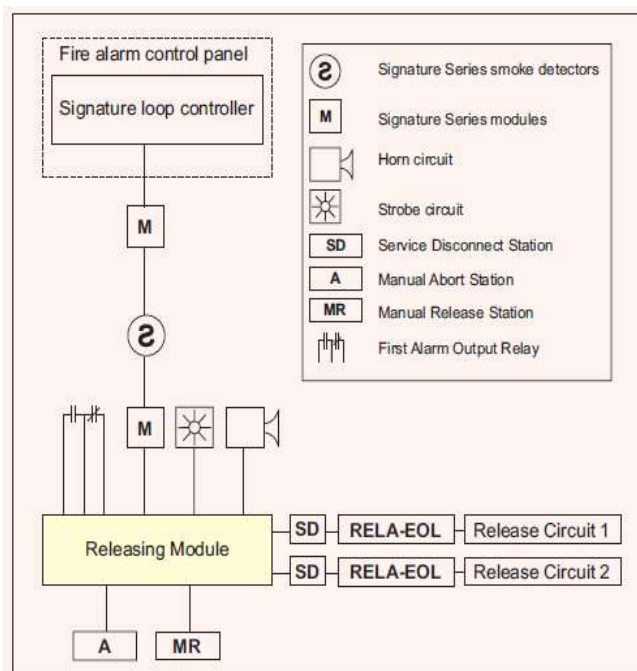 Fire alarm control panel
Signature loop controller
M
S
M
Releasing Module
SD
RELA-EOL
Release Circuit 1
SD
RELA-EOL
Release Circuit 2
A
MR
S
Signature Series smoke detectors
M
Signature Series modules
Horn circuit
Strobe circuit
SD
Service Disconnect Station
A
Manual Abort Station
MR
Manual Release Station
First Alarm Output Relay